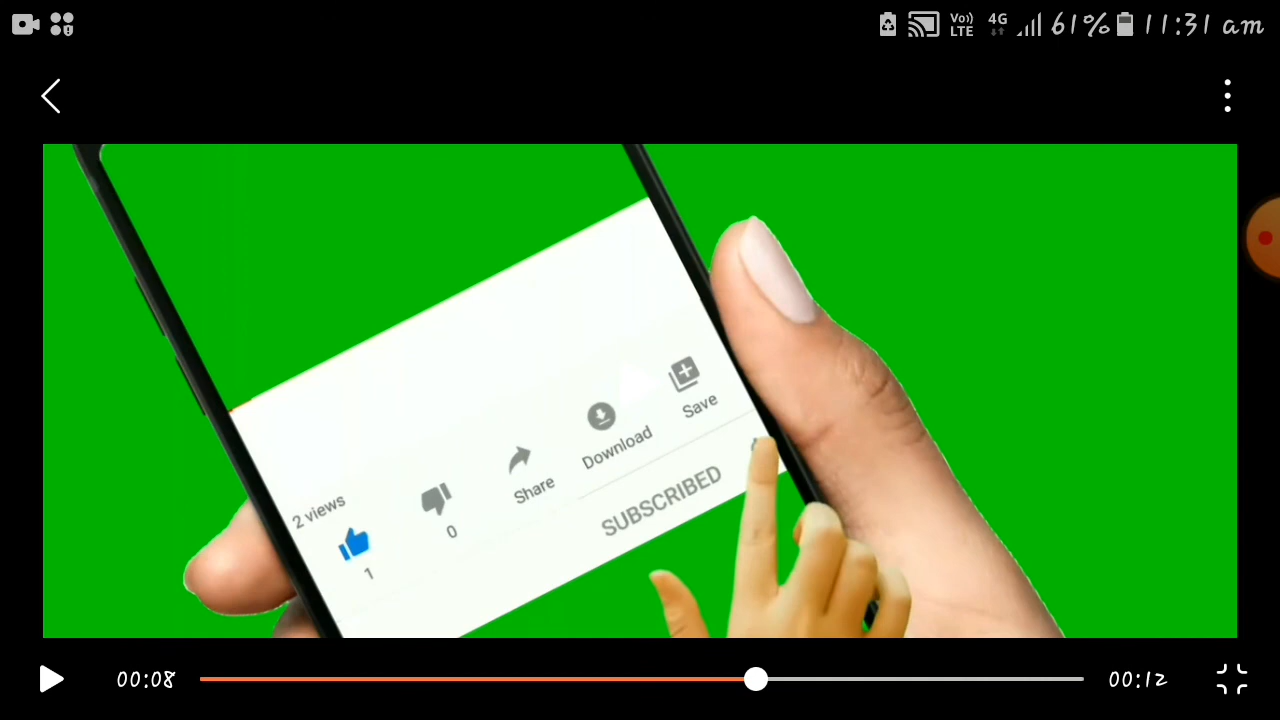 Vo)) LTE 4G 61% 11:31 am
2 views
1
0
Share
Download
Save
SUBSCRIBED
00:08 00:12